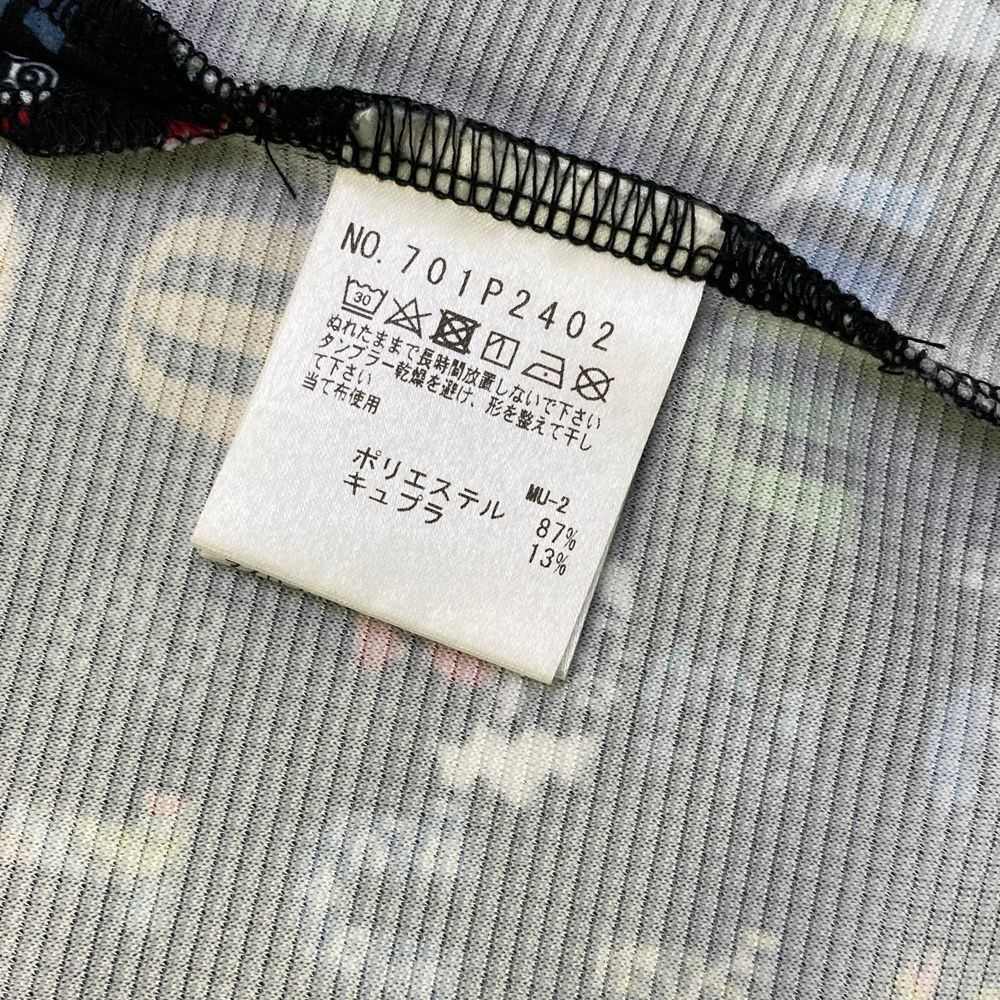 NO. 701P2402
30
ぬれたままで長時間放置しないで下さい
タンブラー乾燥を避け、形を整えて干し
て下さい
当て布使用
MU-2
ポリエステル 87%
キュプラ 13%